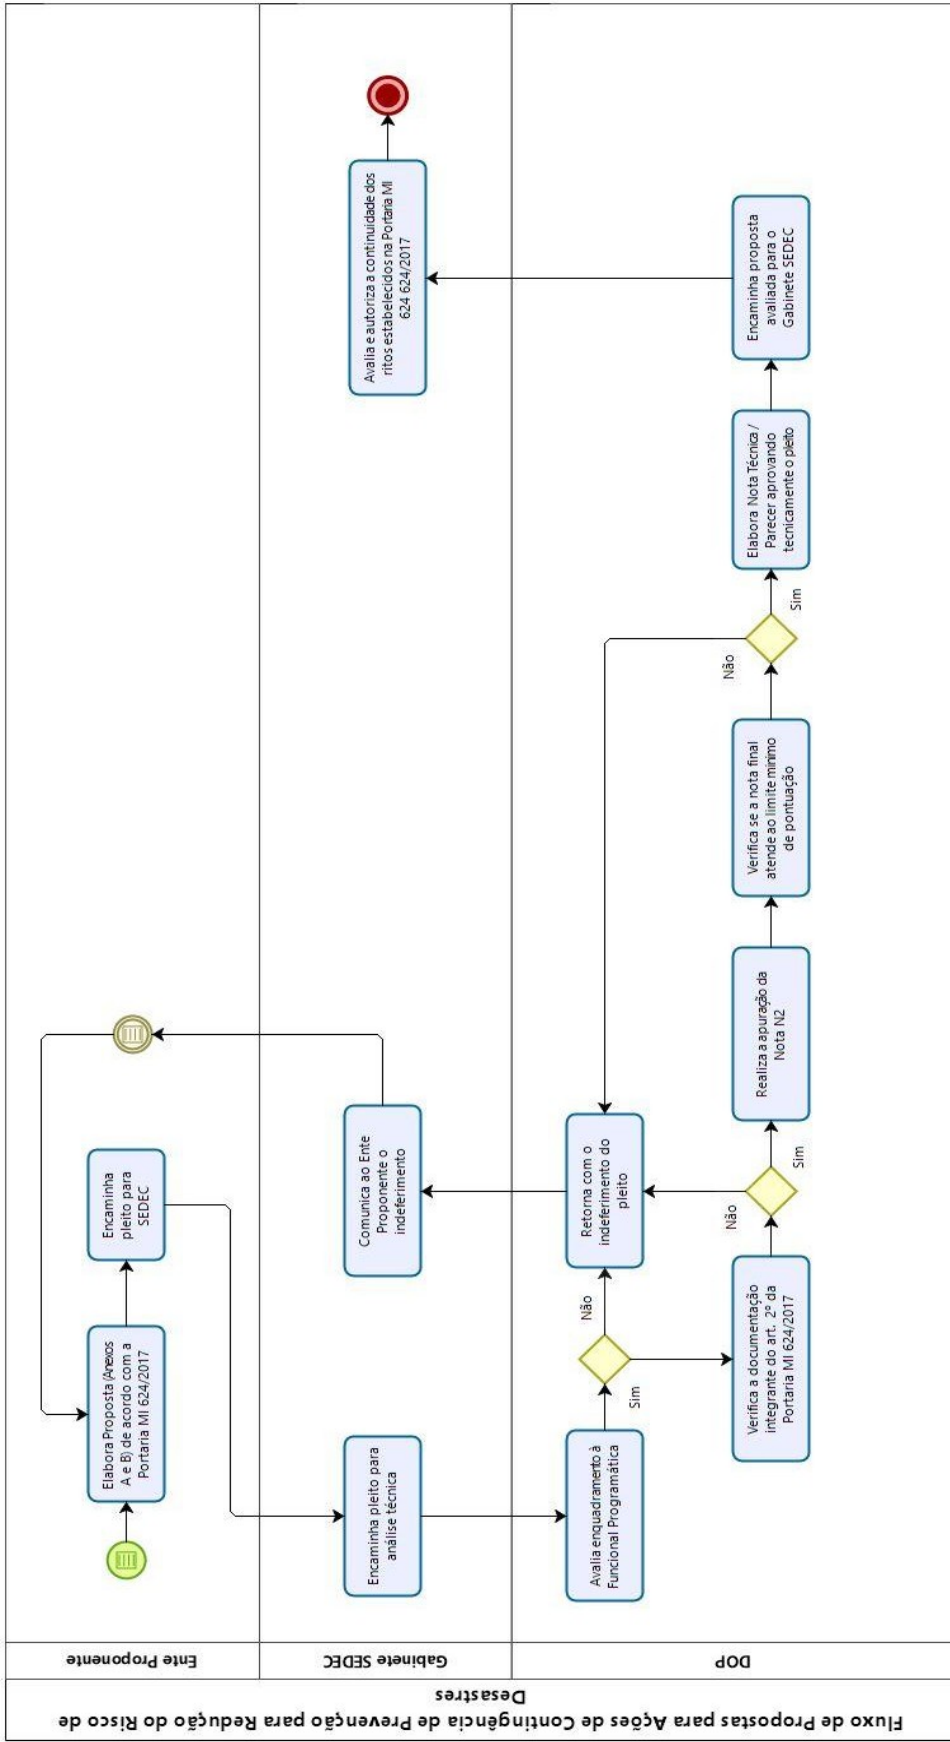 Fluxo de Propostas para Ações de Contingência de Prevenção para Redução do Risco de
Desastres
Ente Proponente
Elabora Proposta (Anexos
A e B) de acordo com a
Portaria MI 624/2017
Encaminha
pleito para
SEDEC
Gabinete SEDEC
Encaminha pleito para
análise técnica
Comunica ao Ente
Proponente o
indeferimento
Avalia e autoriza a continuidade dos
ritos estabelecidos na Portaria MI
624 624/2017
DOP
Avalia enquadramento à
Funcional Programática
Sim
Não
Retorna com o
indeferimento do
pleito
Verifica a documentação
integrante do art. 2º da
Portaria MI 624/2017
Não
Sim
Realiza a apuração da
Nota N2
Verifica se a nota final
atende ao limite mínimo
de pontuação
Não
Sim
Elabora Nota Técnica /
Parecer aprovando
tecnicamente o pleito
Encaminha proposta
avaliada para o
Gabinete SEDEC